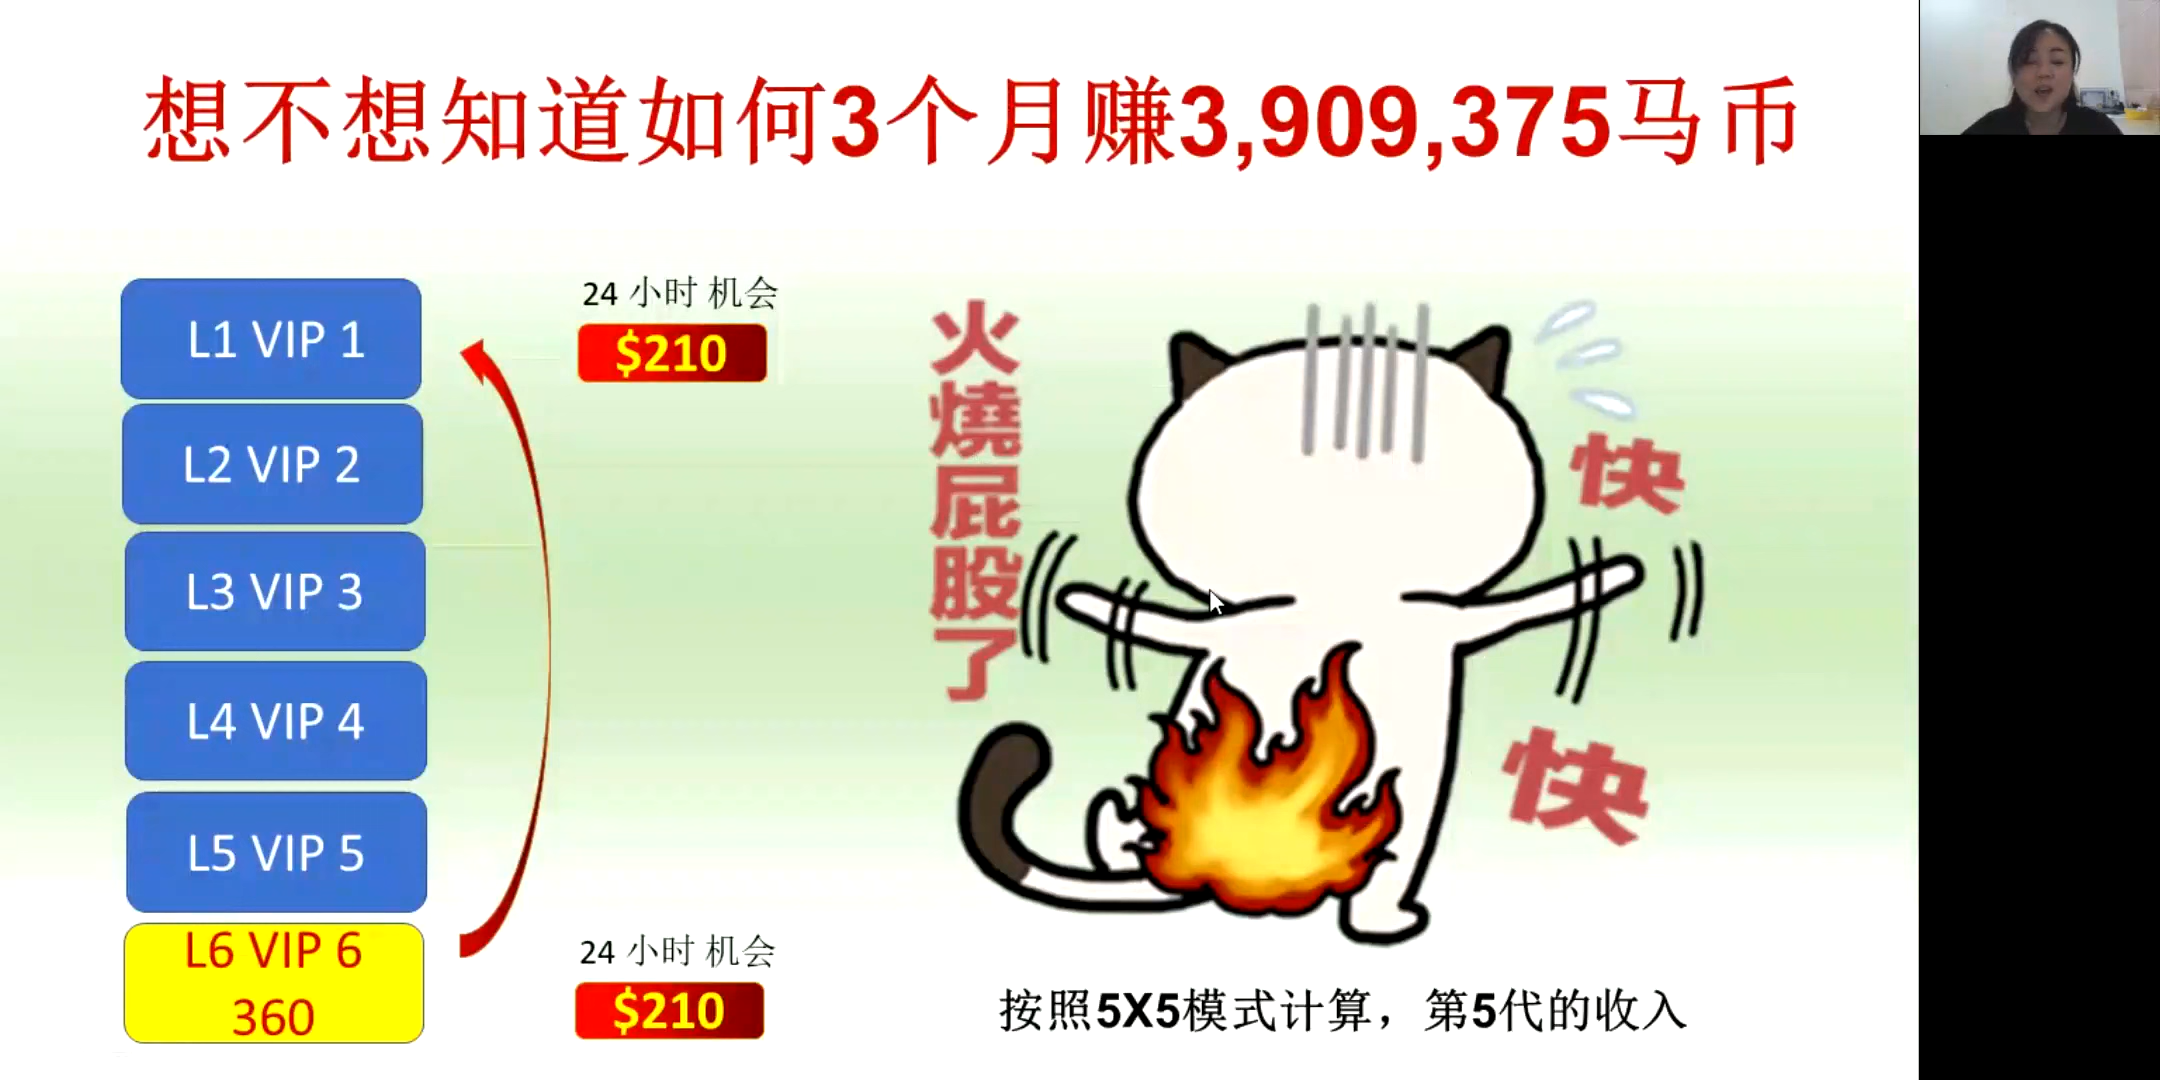 想不想知道如何3个月赚3,909,375马币
L1 VIP 1
24 小时 机会
$210
L2 VIP 2
L3 VIP 3
L4 VIP 4
L5 VIP 5
L6 VIP 6
360
24 小时 机会
$210
火燒屁股了
快
快
按照5X5模式计算，第5代的收入